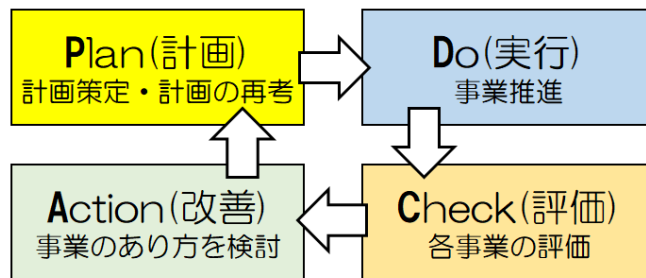 Plan(計画)
計画策定・計画の再考
Do(実行)
事業推進
Action(改善)
事業のあり方を検討
Check(評価)
各事業の評価